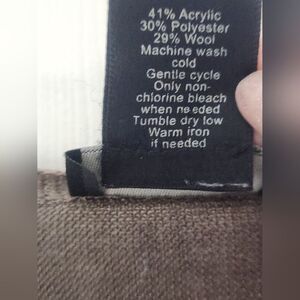 41% Acrylic
30% Polyester
29% Wool
Machine wash
cold
Gentle cycle
Only non-
chlorine bleach
when needed
Tumble dry low
Warm iron
if needed